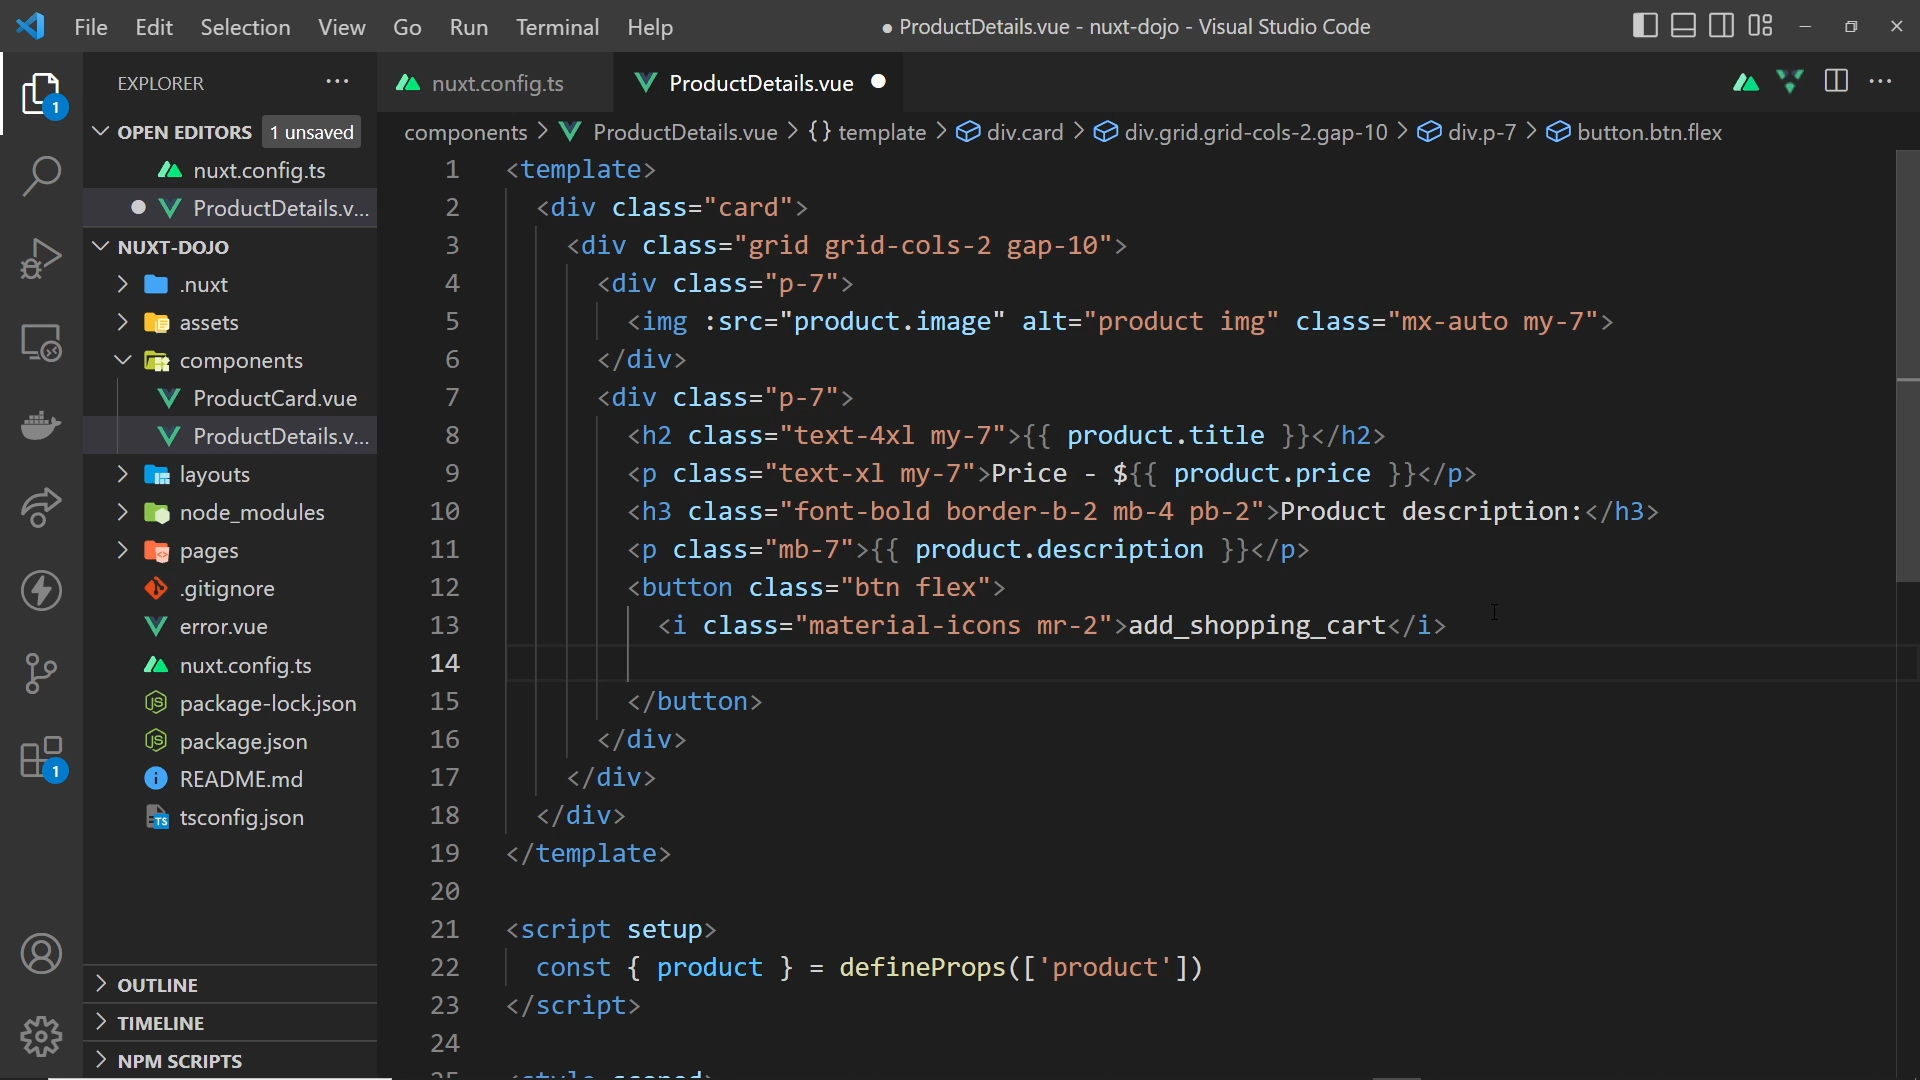 File Edit Selection View Go Run Terminal Help
● ProductDetails.vue - nuxt-dojo - Visual Studio Code
EXPLORER
OPEN EDITORS 1 unsaved
nuxt.config.ts
ProductDetails.v...
NUXT-DOJO
.nuxt
assets
components
ProductCard.vue
ProductDetails.v...
layouts
node_modules
pages
.gitignore
error.vue
nuxt.config.ts
package-lock.json
package.json
README.md
tsconfig.json
OUTLINE
TIMELINE
NPM SCRIPTS
1
1
nuxt.config.ts
ProductDetails.vue
components > ProductDetails.vue > {} template > div.card > div.grid.grid-cols-2.gap-10 > div.p-7 > button.btn.flex
1 <template>
2 <div class="card">
3 <div class="grid grid-cols-2 gap-10">
4 <div class="p-7">
5 <img :src="product.image" alt="product img" class="mx-auto my-7">
6 </div>
7 <div class="p-7">
8 <h2 class="text-4xl my-7">{{ product.title }}</h2>
9 <p class="text-xl my-7">Price - ${{ product.price }}</p>
10 <h3 class="font-bold border-b-2 mb-4 pb-2">Product description:</h3>
11 <p class="mb-7">{{ product.description }}</p>
12 <button class="btn flex">
13 <i class="material-icons mr-2">add_shopping_cart</i>
14
15 </button>
16 </div>
17 </div>
18 </div>
19 </template>
20
21 <script setup>
22 const { product } = defineProps(['product'])
23 </script>
24
25 <style scoped>